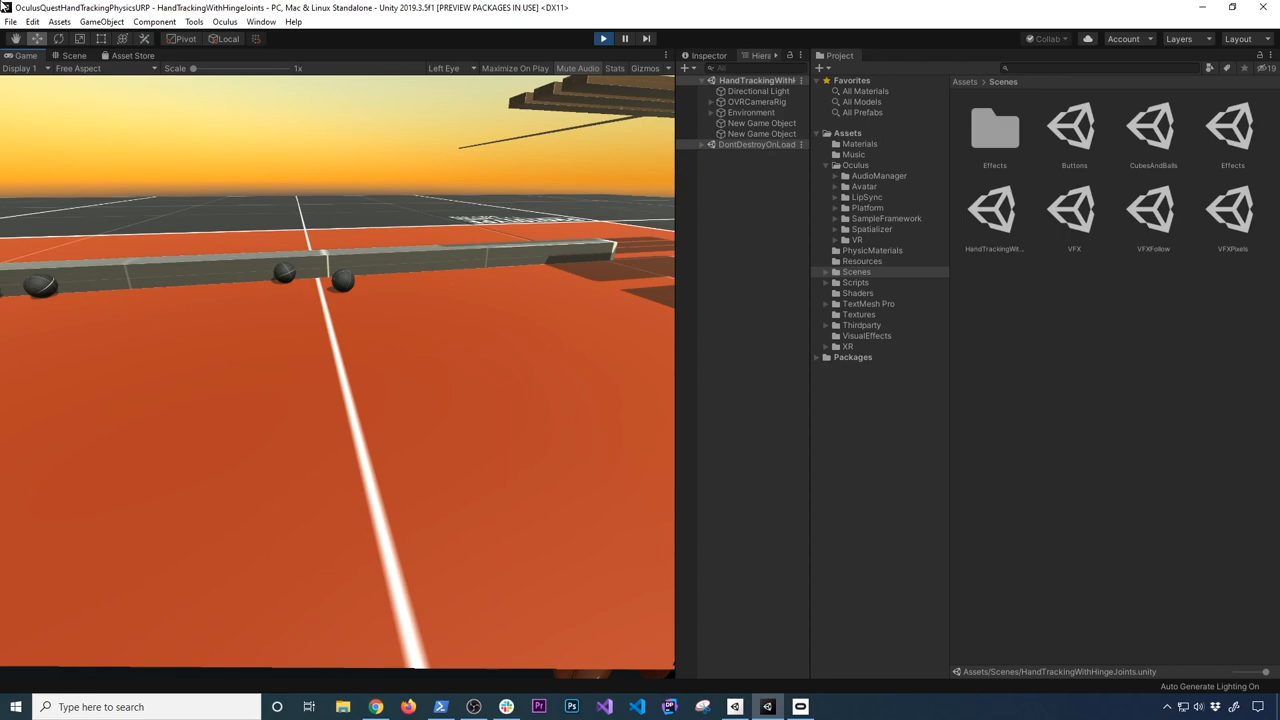 OculusQuestHandTrackingPhysicsURP - HandTrackingWithHingeJoints - PC, Mac & Linux Standalone - Unity 2019.3.5f1 [PREVIEW PACKAGES IN USE] <DX11>
File Edit Assets GameObject Component Tools Oculus Window Help
Pivot Local Collab Account Layers Layout
Game Scene Asset Store Inspector Hiera Project
Display 1 Free Aspect Scale 1x Left Eye Maximize On Play Mute Audio Stats Gizmos All 19
HandTrackingWithH
Directional Light
OVRCameraRig
Environment
New Game Object
New Game Object
DontDestroyOnLoad
Favorites
All Materials
All Models
All Prefabs
Assets
Materials
Music
Oculus
AudioManager
Avatar
LipSync
Platform
SampleFramework
Spatializer
VR
PhysicMaterials
Resources
Scenes
Scripts
Shaders
TextMesh Pro
Textures
Thirdparty
VisualEffects
XR
Packages
Assets Scenes
Effects Buttons CubesAndBalls Effects
HandTrackingWit... VFX VFXFollow VFXPixels
Assets/Scenes/HandTrackingWithHingeJoints.unity
Auto Generate Lighting On
Type here to search